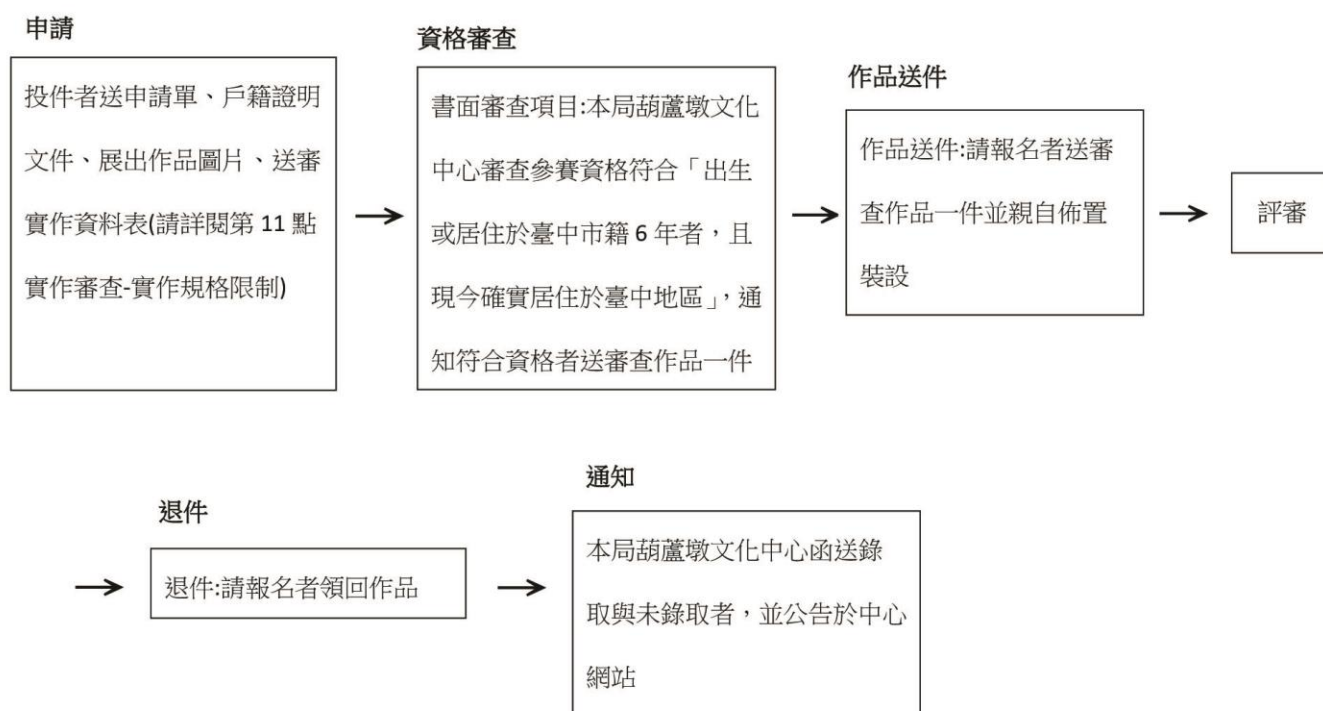 申請
投件者送申請單、戶籍證明
文件、展出作品圖片、送審
實作資料表(請詳閱第 11 點
實作審查-實作規格限制)
資格審查
書面審查項目:本局葫蘆墩文化
中心審查參賽資格符合「出生
或居住於臺中市籍 6 年者，且
現今確實居住於臺中地區」，通
知符合資格者送審查作品一件
作品送件
作品送件:請報名者送審
查作品一件並親自佈置
裝設
評審
退件
退件:請報名者領回作品
通知
本局葫蘆墩文化中心函送錄
取與未錄取者，並公告於中心
網站